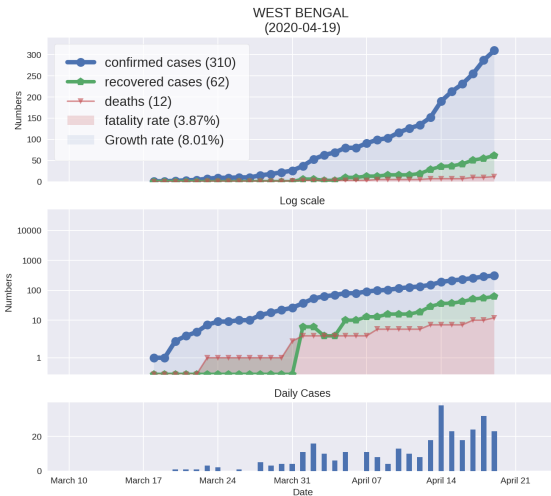 WEST BENGAL
(2020-04-19)
Numbers
300
250
200
150
100
50
0
confirmed cases (310)
recovered cases (62)
deaths (12)
fatality rate (3.87%)
Growth rate (8.01%)
Log scale
Numbers
10000
1000
100
10
1
Daily Cases
20
0
March 10 March 17 March 24 March 31 April 07 April 14 April 21
Date